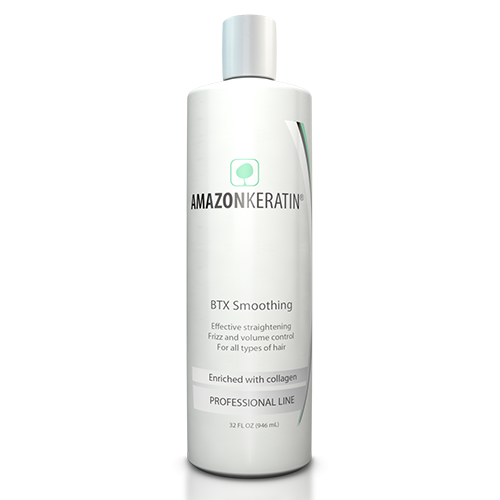 AMAZONKERATIN®
BTX Smoothing
Effective straightening
Frizz and volume control
For all types of hair
Enriched with collagen
PROFESSIONAL LINE
32 FL OZ (946 mL)